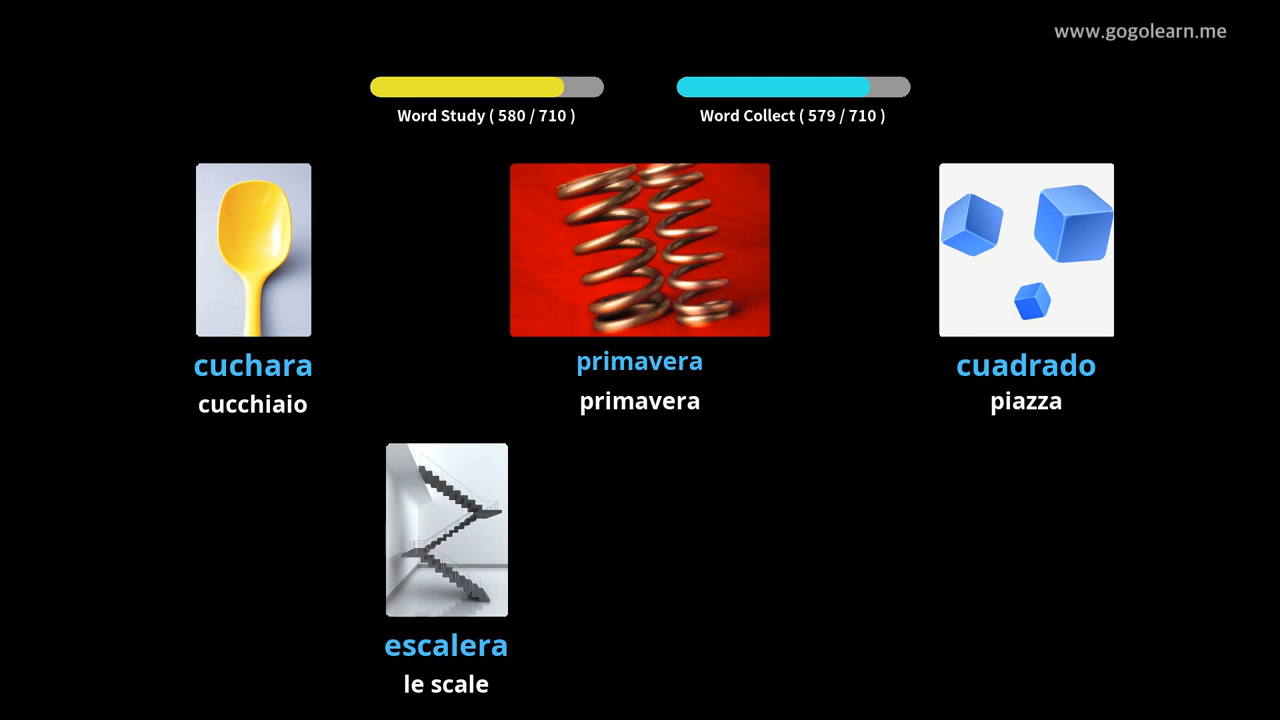 www.gogolearn.me
Word Study ( 580 / 710 )
Word Collect ( 579 / 710 )
cuchara
cucchiaio
primavera
primavera
cuadrado
piazza
escalera
le scale